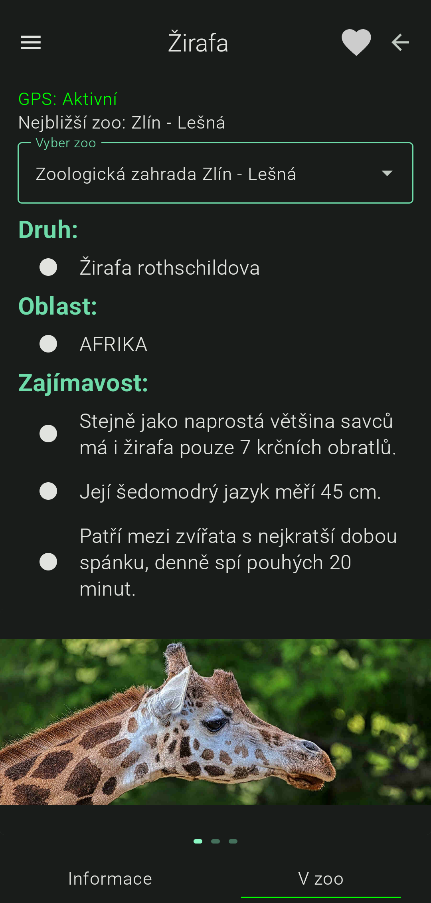 Žirafa
GPS: Aktivní
Nejbližší zoo: Zlín - Lešná
Vyber zoo
Zoologická zahrada Zlín - Lešná
Druh:
Žirafa rothschildova
Oblast:
AFRIKA
Zajímavost:
Stejně jako naprostá většina savců
má i žirafa pouze 7 krčních obratlů.
Její šedomodrý jazyk měří 45 cm.
Patří mezi zvířata s nejkratší dobou
spánku, denně spí pouhých 20
minut.
Informace
V zoo